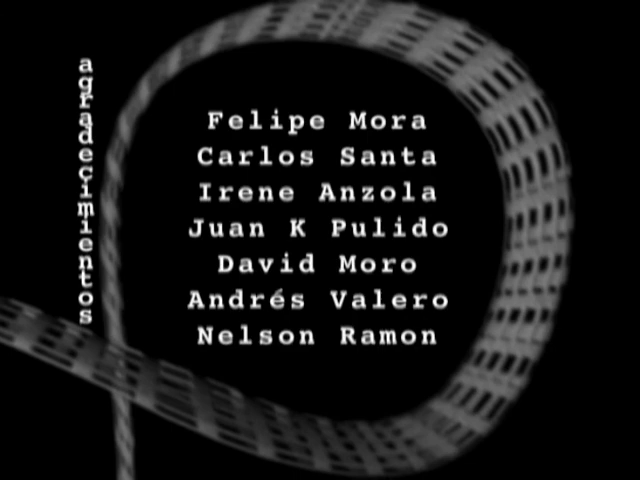 agradecimientos
Felipe Mora
Carlos Santa
Irene Anzola
Juan K Pulido
David Moro
Andrés Valero
Nelson Ramon